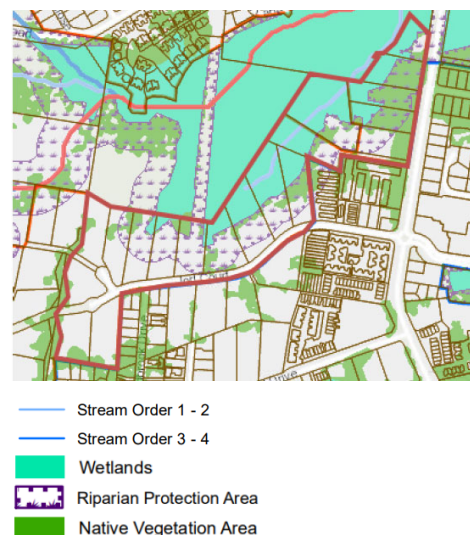 Stream Order 1 - 2
Stream Order 3 - 4
Wetlands
Riparian Protection Area
Native Vegetation Area